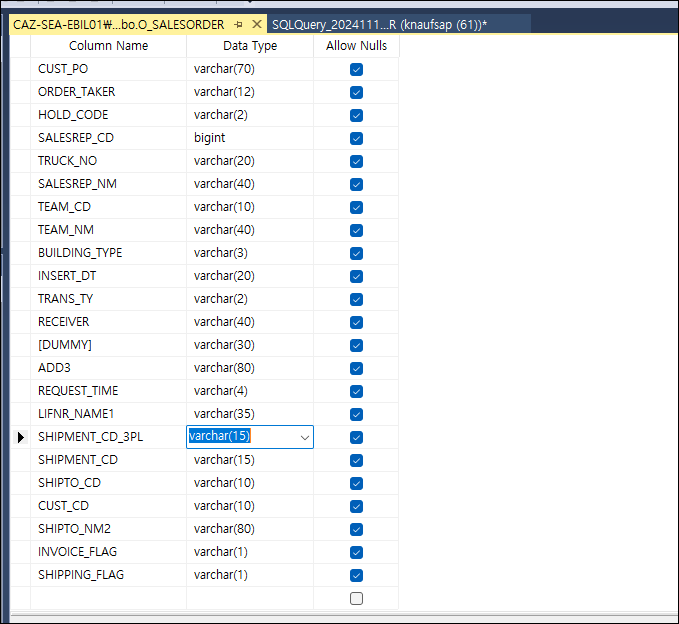 CAZ-SEA-EBIL01₩...bo.O_SALESORDER SQLQuery_2024111...R (knaufsap (61))*
Column Name Data Type Allow Nulls
CUST_PO varchar(70)
ORDER_TAKER varchar(12)
HOLD_CODE varchar(2)
SALESREP_CD bigint
TRUCK_NO varchar(20)
SALESREP_NM varchar(40)
TEAM_CD varchar(10)
TEAM_NM varchar(40)
BUILDING_TYPE varchar(3)
INSERT_DT varchar(20)
TRANS_TY varchar(2)
RECEIVER varchar(40)
[DUMMY] varchar(30)
ADD3 varchar(80)
REQUEST_TIME varchar(4)
LIFNR_NAME1 varchar(35)
SHIPMENT_CD_3PL varchar(15)
SHIPMENT_CD varchar(15)
SHIPTO_CD varchar(10)
CUST_CD varchar(10)
SHIPTO_NM2 varchar(80)
INVOICE_FLAG varchar(1)
SHIPPING_FLAG varchar(1)